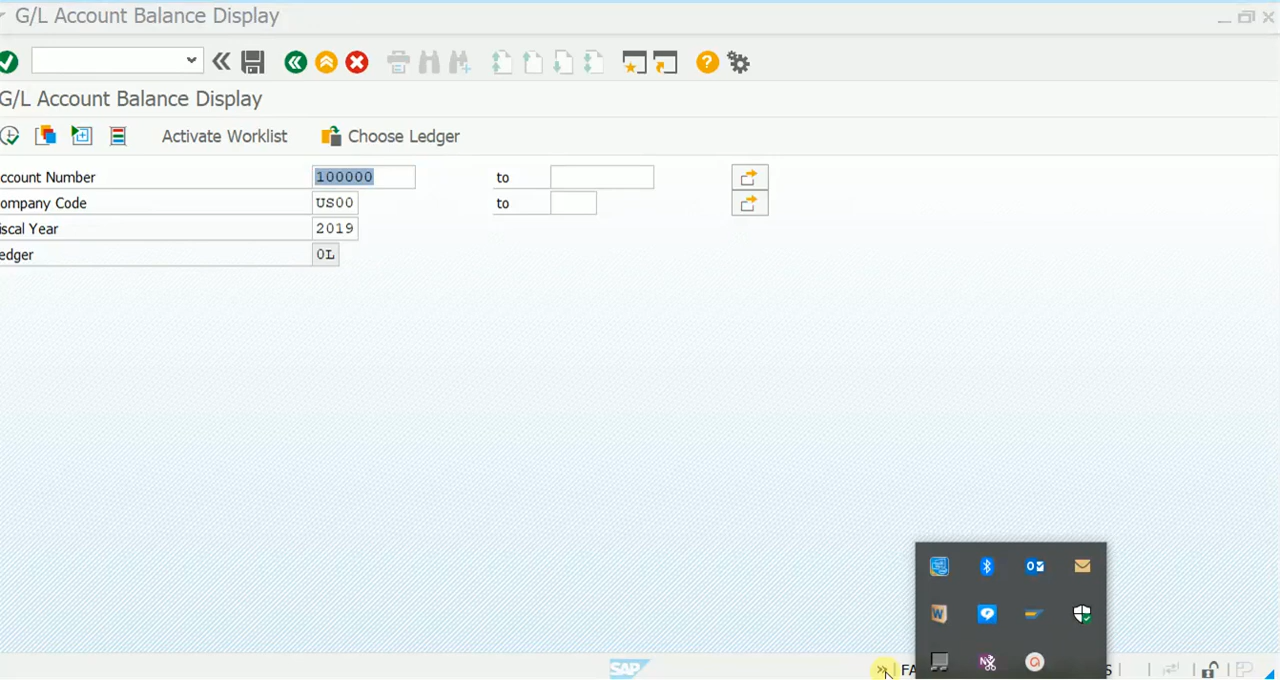 G/L Account Balance Display
G/L Account Balance Display
Activate Worklist Choose Ledger
ccount Number 100000 to
ompany Code US00 to
iscal Year 2019
edger 0L
SAP
FA
S